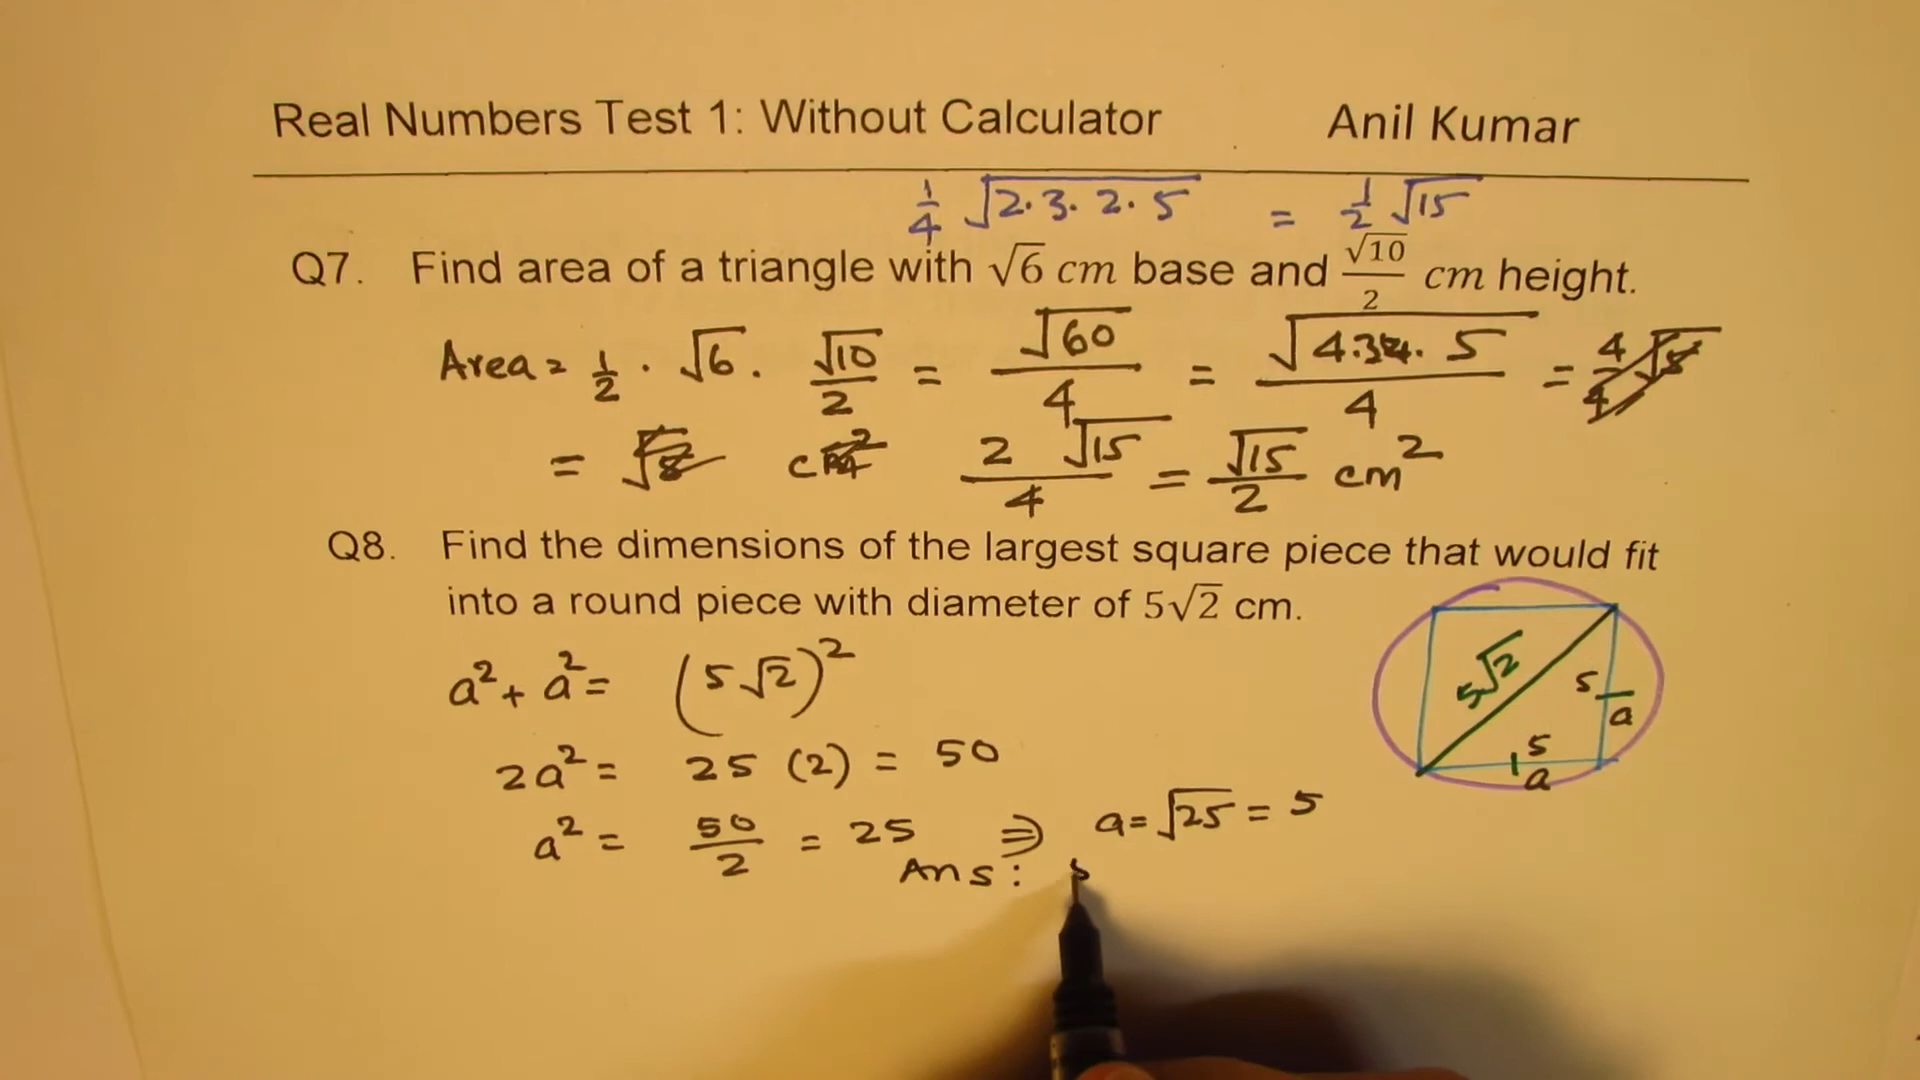 Real Numbers Test 1: Without Calculator Anil Kumar
1/4 √2·3·2·5 = 1/2 √15
Q7. Find area of a triangle with √6 cm base and √10/2 cm height.
Area = 1/2 · √6 · √10/2 = √60/4 = √4·3·5/4 = 4/4
= 2√15/4 = √15/2 cm²
Q8. Find the dimensions of the largest square piece that would fit
into a round piece with diameter of 5√2 cm.
a² + a² = (5√2)²
2a² = 25 (2) = 50
a² = 50/2 = 25 ⇒ a = √25 = 5
Ans:
5√2
5
a
5
a